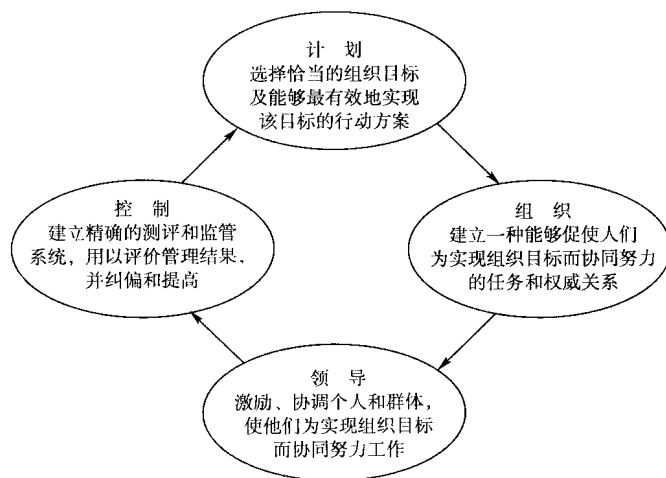 计 划
选择恰当的组织目标
及能够最有效地实现
该目标的行动方案
控 制
建立精确的测评和监管
系统，用以评价管理结果，
并纠偏和提高
组 织
建立一种能够促使人们
为实现组织目标而协同努力
的任务和权威关系
领 导
激励、协调个人和群体，
使他们为实现组织目标
而协同努力工作